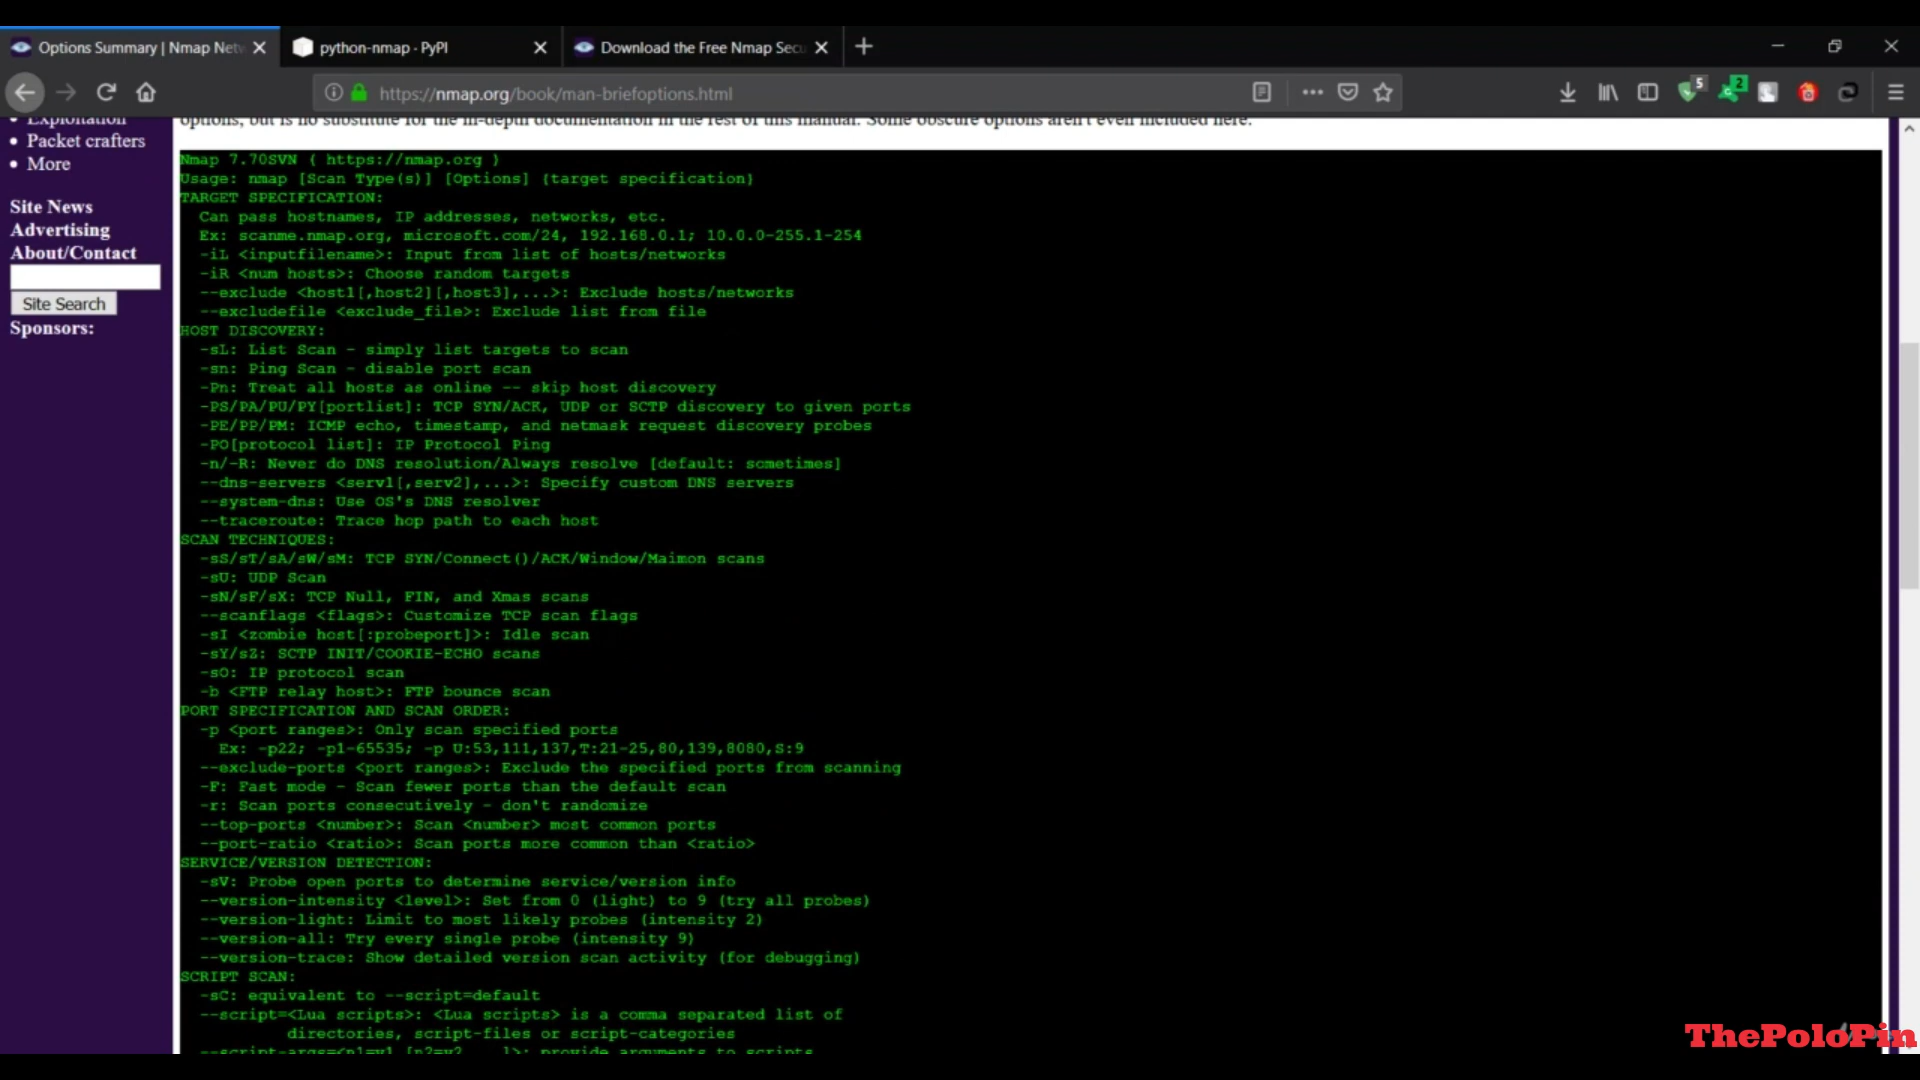 Options Summary | Nmap Netw
python-nmap · PyPI
Download the Free Nmap Secu
https://nmap.org/book/man-briefoptions.html
5
2
Exploitation
Packet crafters
More
Site News
Advertising
About/Contact
Site Search
Sponsors:
options, but is no substitute for the in-depth documentation in the rest of this manual. Some obscure options aren't even included here.
Nmap 7.70SVN ( https://nmap.org )
Usage: nmap [Scan Type(s)] [Options] {target specification}
TARGET SPECIFICATION:
Can pass hostnames, IP addresses, networks, etc.
Ex: scanme.nmap.org, microsoft.com/24, 192.168.0.1; 10.0.0-255.1-254
-iL <inputfilename>: Input from list of hosts/networks
-iR <num hosts>: Choose random targets
--exclude <host1[,host2][,host3],...>: Exclude hosts/networks
--excludefile <exclude_file>: Exclude list from file
HOST DISCOVERY:
-sL: List Scan - simply list targets to scan
-sn: Ping Scan - disable port scan
-Pn: Treat all hosts as online -- skip host discovery
-PS/PA/PU/PY[portlist]: TCP SYN/ACK, UDP or SCTP discovery to given ports
-PE/PP/PM: ICMP echo, timestamp, and netmask request discovery probes
-PO[protocol list]: IP Protocol Ping
-n/-R: Never do DNS resolution/Always resolve [default: sometimes]
--dns-servers <serv1[,serv2],...>: Specify custom DNS servers
--system-dns: Use OS's DNS resolver
--traceroute: Trace hop path to each host
SCAN TECHNIQUES:
-sS/sT/sA/sW/sM: TCP SYN/Connect()/ACK/Window/Maimon scans
-sU: UDP Scan
-sN/sF/sX: TCP Null, FIN, and Xmas scans
--scanflags <flags>: Customize TCP scan flags
-sI <zombie host[:probeport]>: Idle scan
-sY/sZ: SCTP INIT/COOKIE-ECHO scans
-sO: IP protocol scan
-b <FTP relay host>: FTP bounce scan
PORT SPECIFICATION AND SCAN ORDER:
-p <port ranges>: Only scan specified ports
Ex: -p22; -p1-65535; -p U:53,111,137,T:21-25,80,139,8080,S:9
--exclude-ports <port ranges>: Exclude the specified ports from scanning
-F: Fast mode - Scan fewer ports than the default scan
-r: Scan ports consecutively - don't randomize
--top-ports <number>: Scan <number> most common ports
--port-ratio <ratio>: Scan ports more common than <ratio>
SERVICE/VERSION DETECTION:
-sV: Probe open ports to determine service/version info
--version-intensity <level>: Set from 0 (light) to 9 (try all probes)
--version-light: Limit to most likely probes (intensity 2)
--version-all: Try every single probe (intensity 9)
--version-trace: Show detailed version scan activity (for debugging)
SCRIPT SCAN:
-sC: equivalent to --script=default
--script=<Lua scripts>: <Lua scripts> is a comma separated list of
directories, script-files or script-categories
--script-args=<n1=v1,[n2=v2,...]>: provide arguments to scripts
ThePoloPin